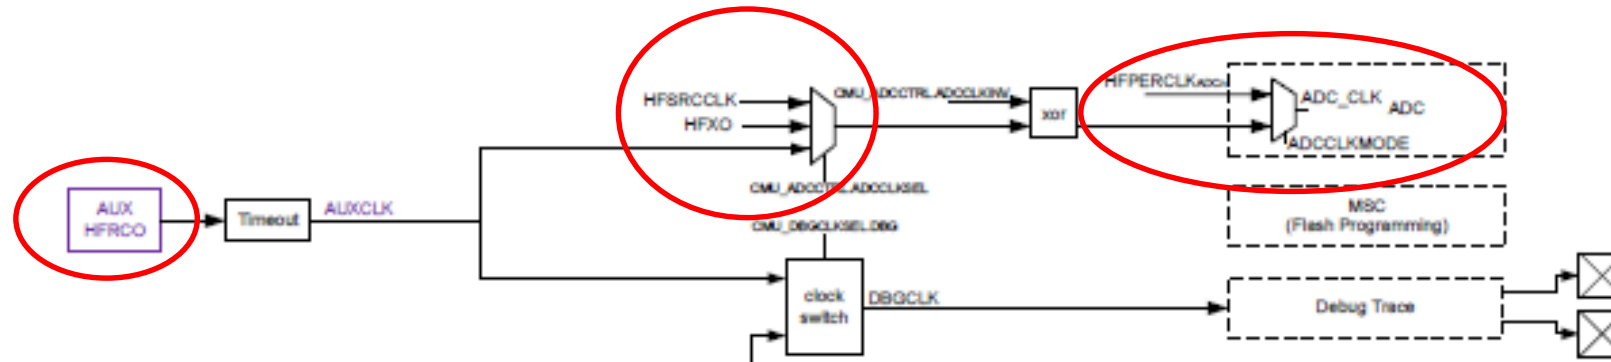 HFSRCCLK
HFXO
CMU_ADCCTRL.ADCCLKINV
xor
HFPERCLK
ADC_CLK
ADC
ADCCLKMODE
CMU_ADCCTRL.ADCCLKSEL
AUX
HFRCO
Timeout
AUXCLK
MSC
(Flash Programming)
CMU_DBGCLKSEL.DBG
clock
switch
DBGCLK
Debug Trace